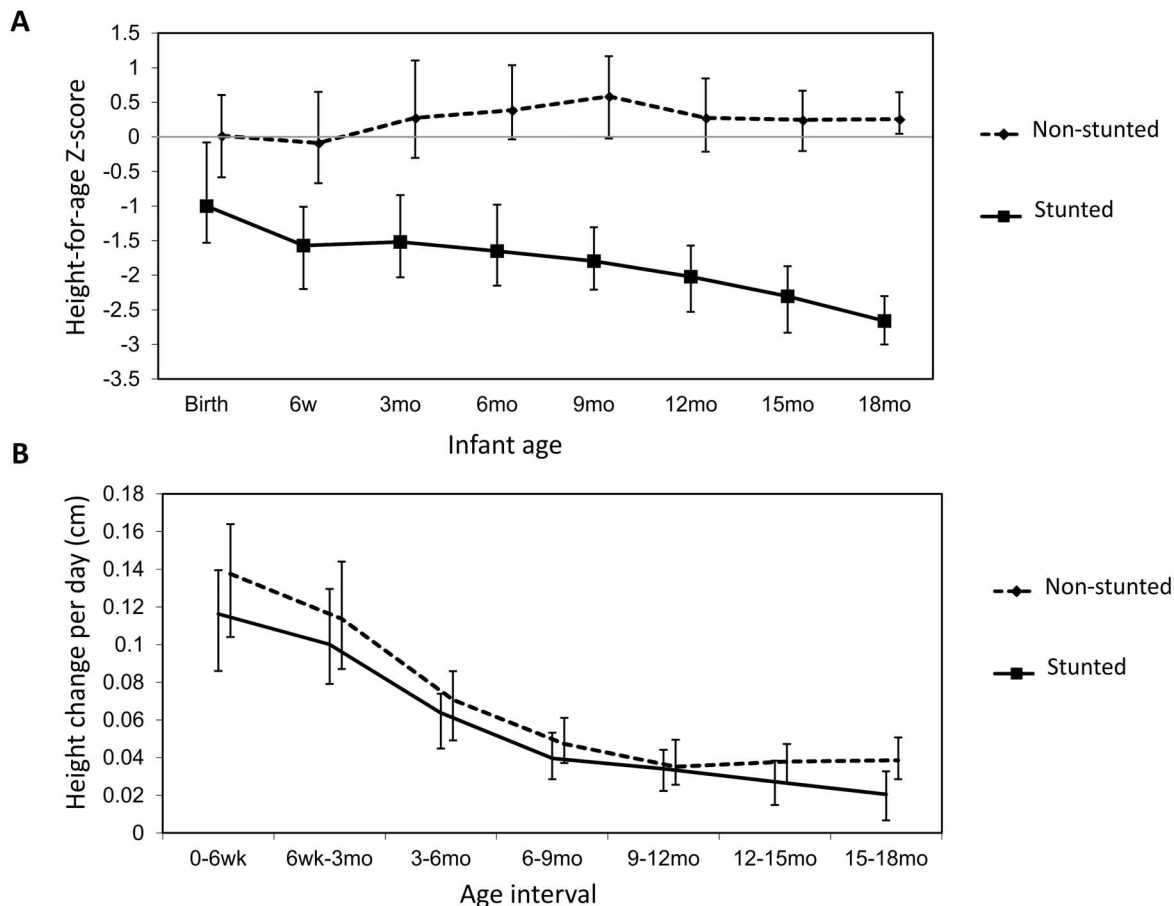 A
Height-for-age Z-score
1.5
1
0.5
0
-0.5
-1
-1.5
-2
-2.5
-3
-3.5
Birth 6w 3mo 6mo 9mo 12mo 15mo 18mo
Infant age
Non-stunted
Stunted
B
Height change per day (cm)
0.18
0.16
0.14
0.12
0.1
0.08
0.06
0.04
0.02
0
0-6wk 6wk-3mo 3-6mo 6-9mo 9-12mo 12-15mo 15-18mo
Age interval
Non-stunted
Stunted